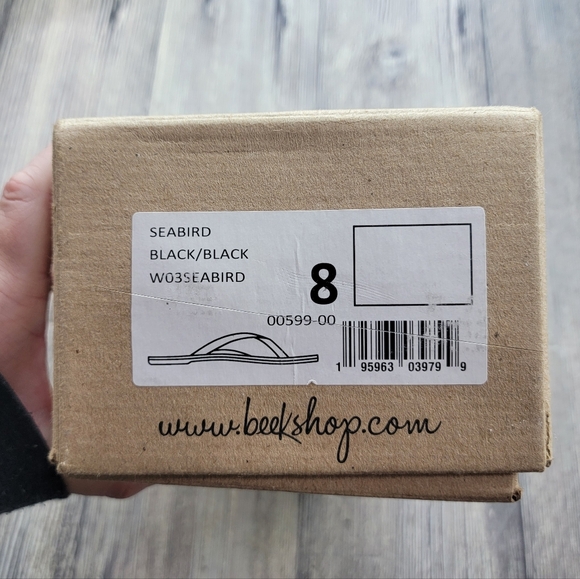 SEABIRD
BLACK/BLACK
W03SEABIRD
8
00599-00
1 95963 03979 9
www.beekshop.com